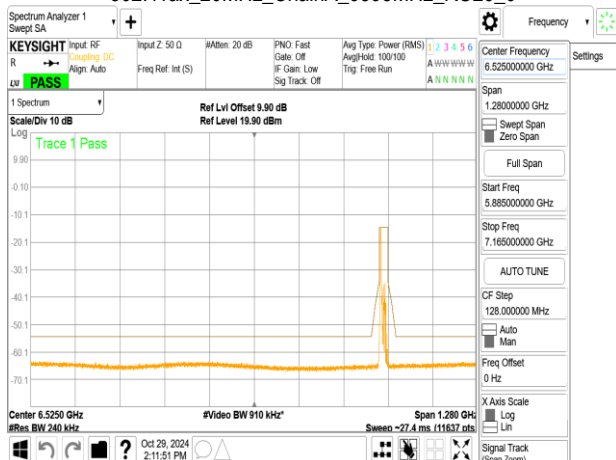 Spectrum Analyzer 1
Swept SA
Frequency
KEYSIGHT
Input: RF
Coupling: DC
Align: Auto
Input Z: 50 Ω
Freq Ref: Int (S)
#Atten: 20 dB
PNO: Fast
Gate: Off
IF Gain: Low
Sig Track: Off
Avg Type: Power (RMS)
Avg|Hold: 100/100
Trig: Free Run
1 2 3 4 5 6
A W W W W W
A N N N N N
R
LXI
PASS
Center Frequency
6.525000000 GHz
Settings
Span
1.28000000 GHz
Swept Span
Zero Span
Full Span
Start Freq
5.885000000 GHz
Stop Freq
7.165000000 GHz
AUTO TUNE
CF Step
128.000000 MHz
Auto
Man
Freq Offset
0 Hz
X Axis Scale
Log
Lin
Signal Track
(Span Zoom)
1 Spectrum
Scale/Div 10 dB
Ref Lvl Offset 9.90 dB
Ref Level 19.90 dBm
Log
Trace 1 Pass
9.90
-0.10
-10.1
-20.1
-30.1
-40.1
-50.1
-60.1
-70.1
Center 6.5250 GHz
#Video BW 910 kHz*
Span 1.280 GHz
#Res BW 240 kHz
Sweep ~27.4 ms (11637 pts
Oct 29, 2024
2:11:51 PM